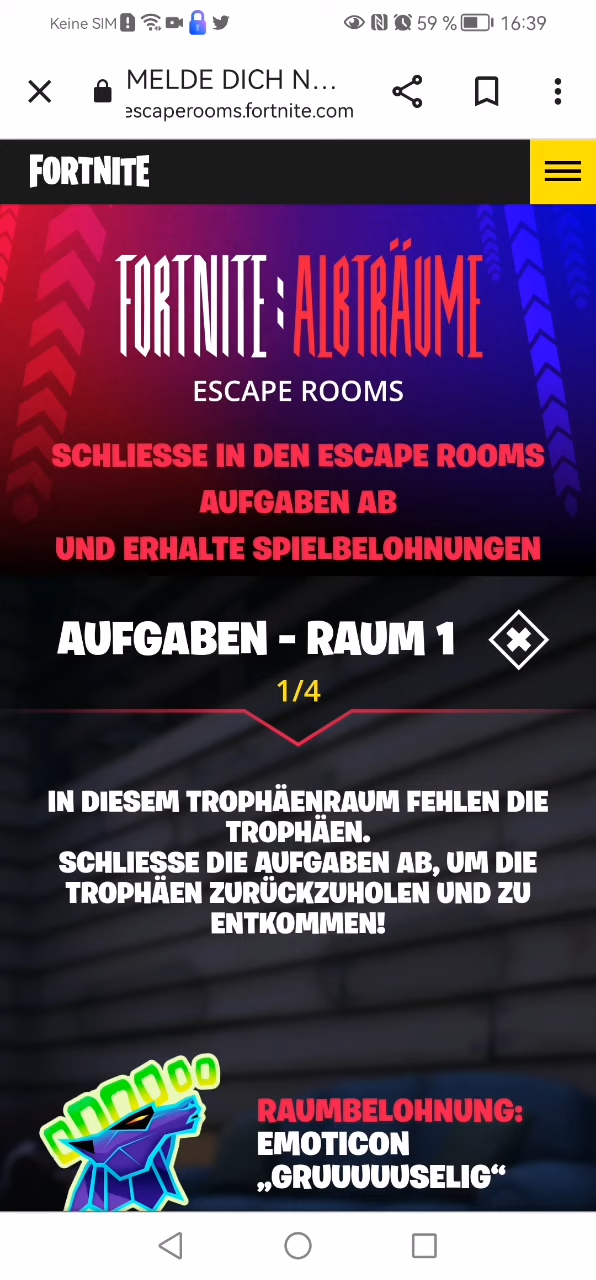 Keine SIM 59 % 16:39
MELDE DICH N…
escaperooms.fortnite.com
FORTNITE
FORTNITE : ALBTRÄUME
ESCAPE ROOMS
SCHLIESSE IN DEN ESCAPE ROOMS
AUFGABEN AB
UND ERHALTE SPIELBELOHNUNGEN
AUFGABEN - RAUM 1
1/4
IN DIESEM TROPHÄENRAUM FEHLEN DIE
TROPHÄEN.
SCHLIESSE DIE AUFGABEN AB, UM DIE
TROPHÄEN ZURÜCKZUHOLEN UND ZU
ENTKOMMEN!
RAUMBELOHNUNG:
EMOTICON
„GRUUUUUSELIG“